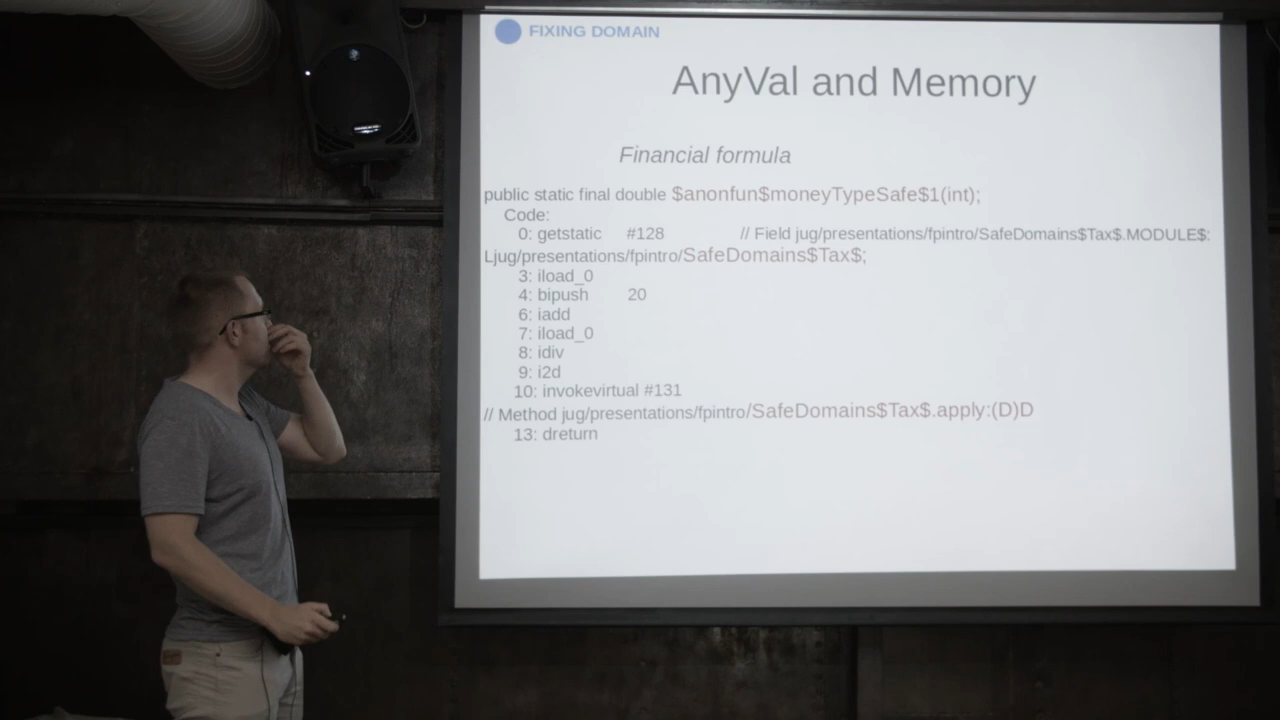 FIXING DOMAIN
AnyVal and Memory
Financial formula
public static final double $anonfun$moneyTypeSafe$1(int);
Code:
0: getstatic #128 // Field jug/presentations/fpintro/SafeDomains$Tax$.MODULE$:
Ljug/presentations/fpintro/SafeDomains$Tax$;
3: iload_0
4: bipush 20
6: iadd
7: iload_0
8: idiv
9: i2d
10: invokevirtual #131
// Method jug/presentations/fpintro/SafeDomains$Tax$.apply:(D)D
13: dreturn